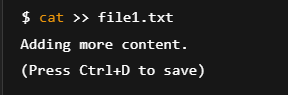 $ cat >> file1.txt
Adding more content.
(Press Ctrl+D to save)